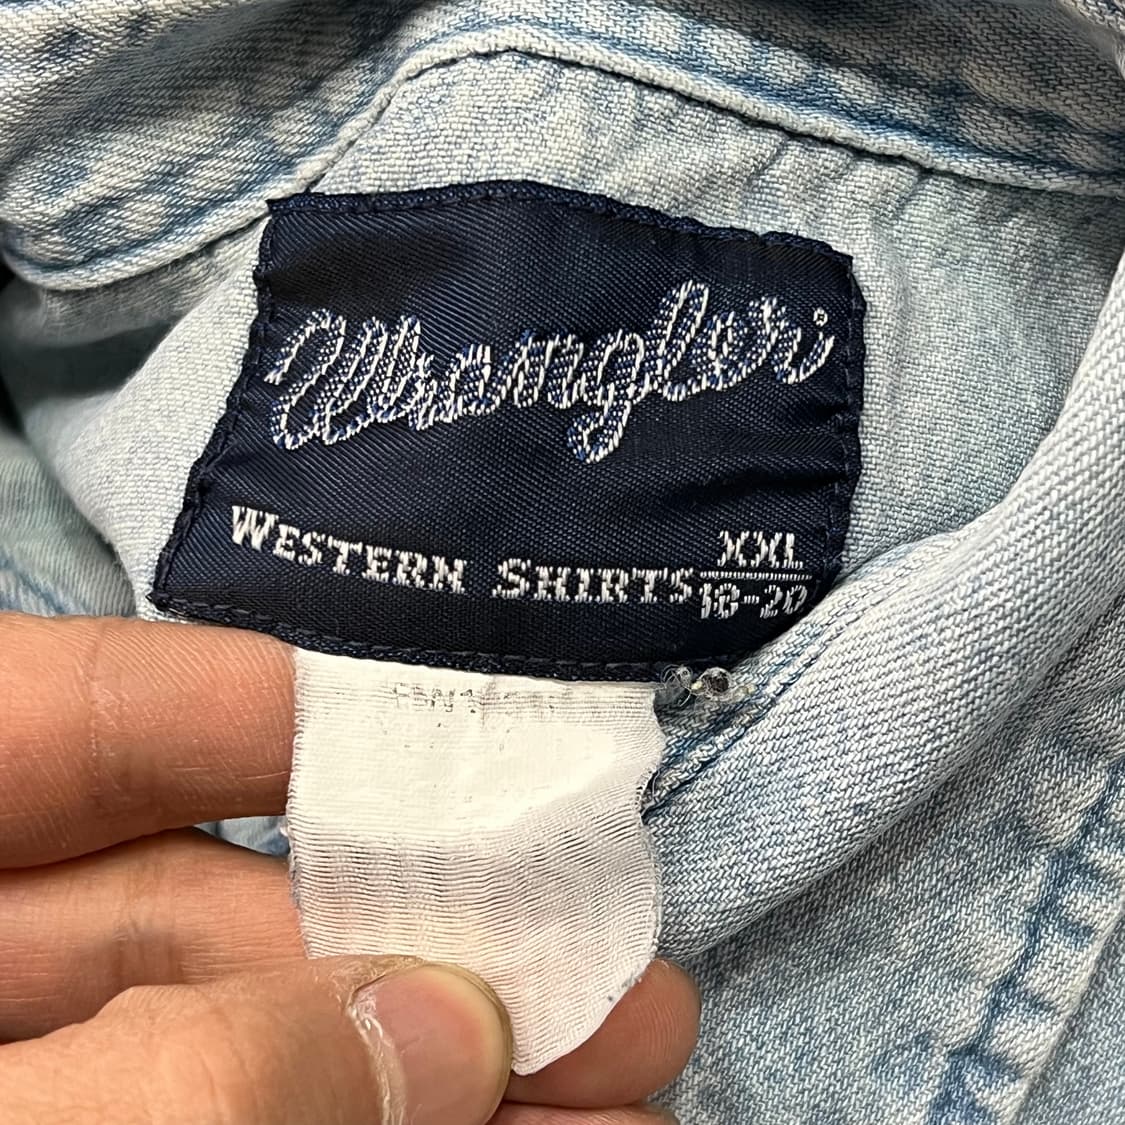 Wrangler®
WESTERN SHIRTS
XXL
18-20